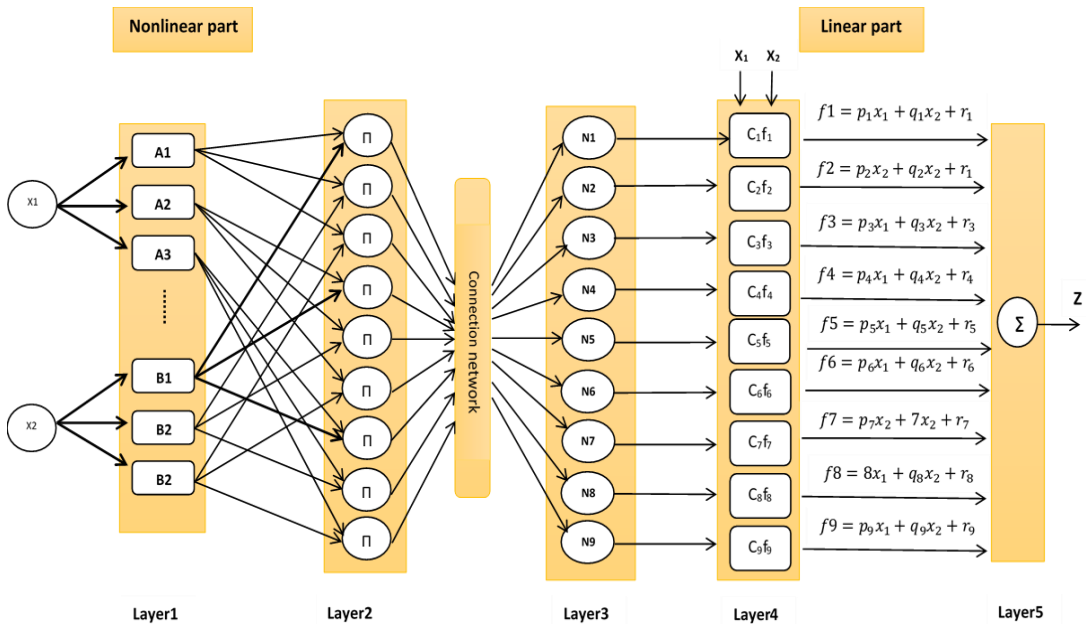 Nonlinear part
Linear part
X₁ X₂
X1
X2
A1
A2
A3
B1
B2
B2
Π
Π
Π
Π
Π
Π
Π
Π
Π
Connection network
N1
N2
N3
N4
N5
N6
N7
N8
N9
C₁f₁
C₂f₂
C₃f₃
C₄f₄
C₅f₅
C₆f₆
C₇f₇
C₈f₈
C₉f₉
f1 = p₁x₁ + q₁x₂ + r₁
f2 = p₂x₂ + q₂x₂ + r₁
f3 = p₃x₁ + q₃x₂ + r₃
f4 = p₄x₁ + q₄x₂ + r₄
f5 = p₅x₁ + q₅x₂ + r₅
f6 = p₆x₁ + q₆x₂ + r₆
f7 = p₇x₂ + 7x₂ + r₇
f8 = 8x₁ + q₈x₂ + r₈
f9 = p₉x₁ + q₉x₂ + r₉
Σ
Z
Layer1
Layer2
Layer3
Layer4
Layer5